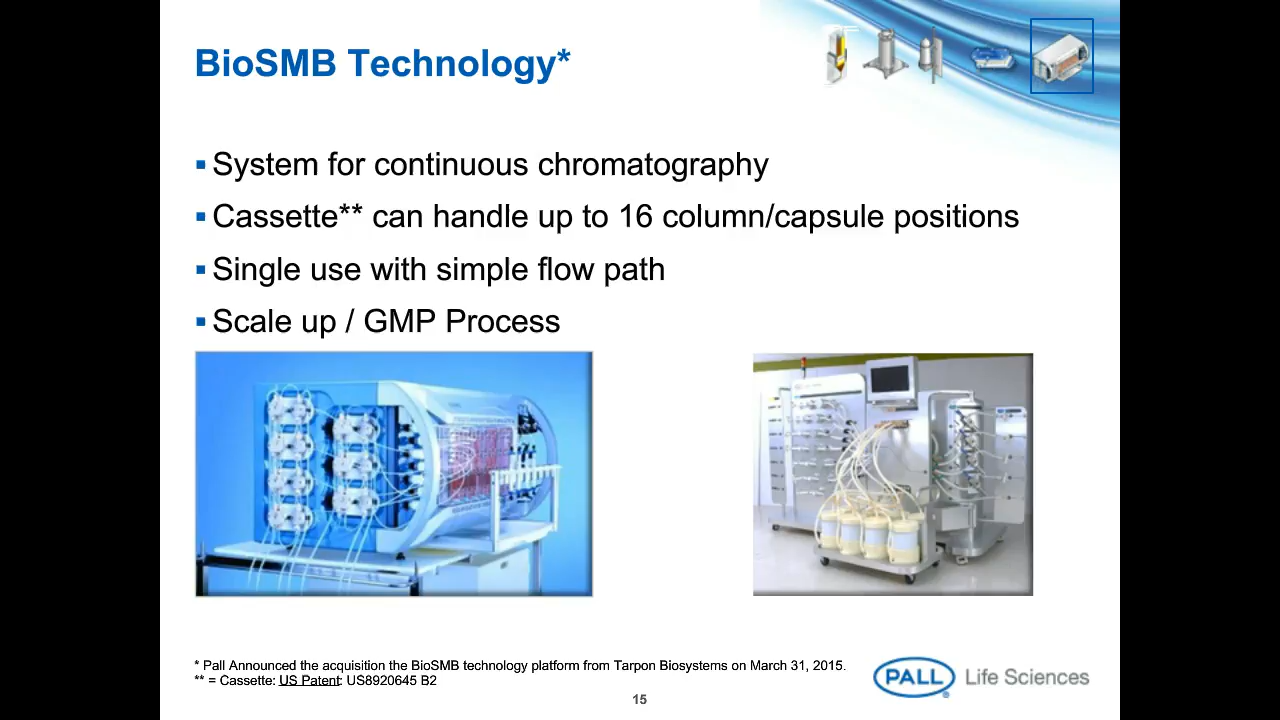 BioSMB Technology*
▪ System for continuous chromatography
▪ Cassette** can handle up to 16 column/capsule positions
▪ Single use with simple flow path
▪ Scale up / GMP Process
PALL
* Pall Announced the acquisition the BioSMB technology platform from Tarpon Biosystems on March 31, 2015.
** = Cassette: US Patent: US8920645 B2
PALL® Life Sciences
15